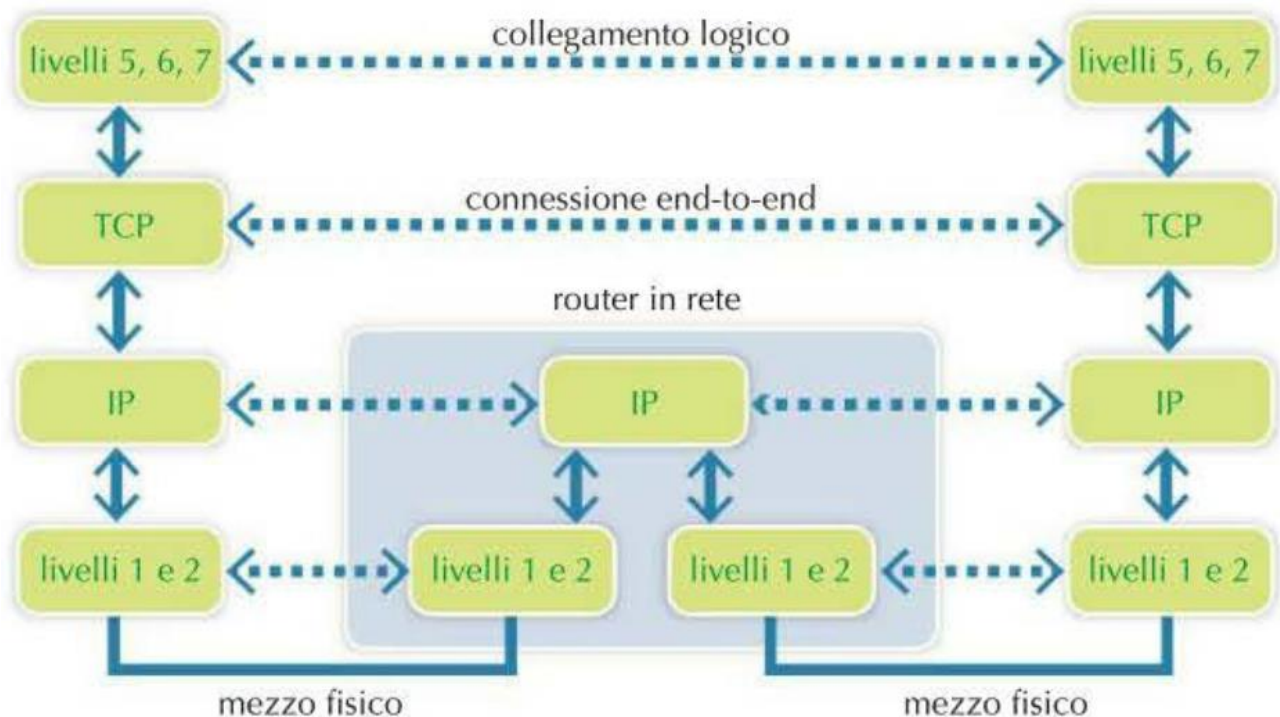 collegamento logico
livelli 5, 6, 7
livelli 5, 6, 7
connessione end-to-end
TCP
TCP
router in rete
IP
IP
IP
livelli 1 e 2
livelli 1 e 2
livelli 1 e 2
livelli 1 e 2
mezzo fisico
mezzo fisico